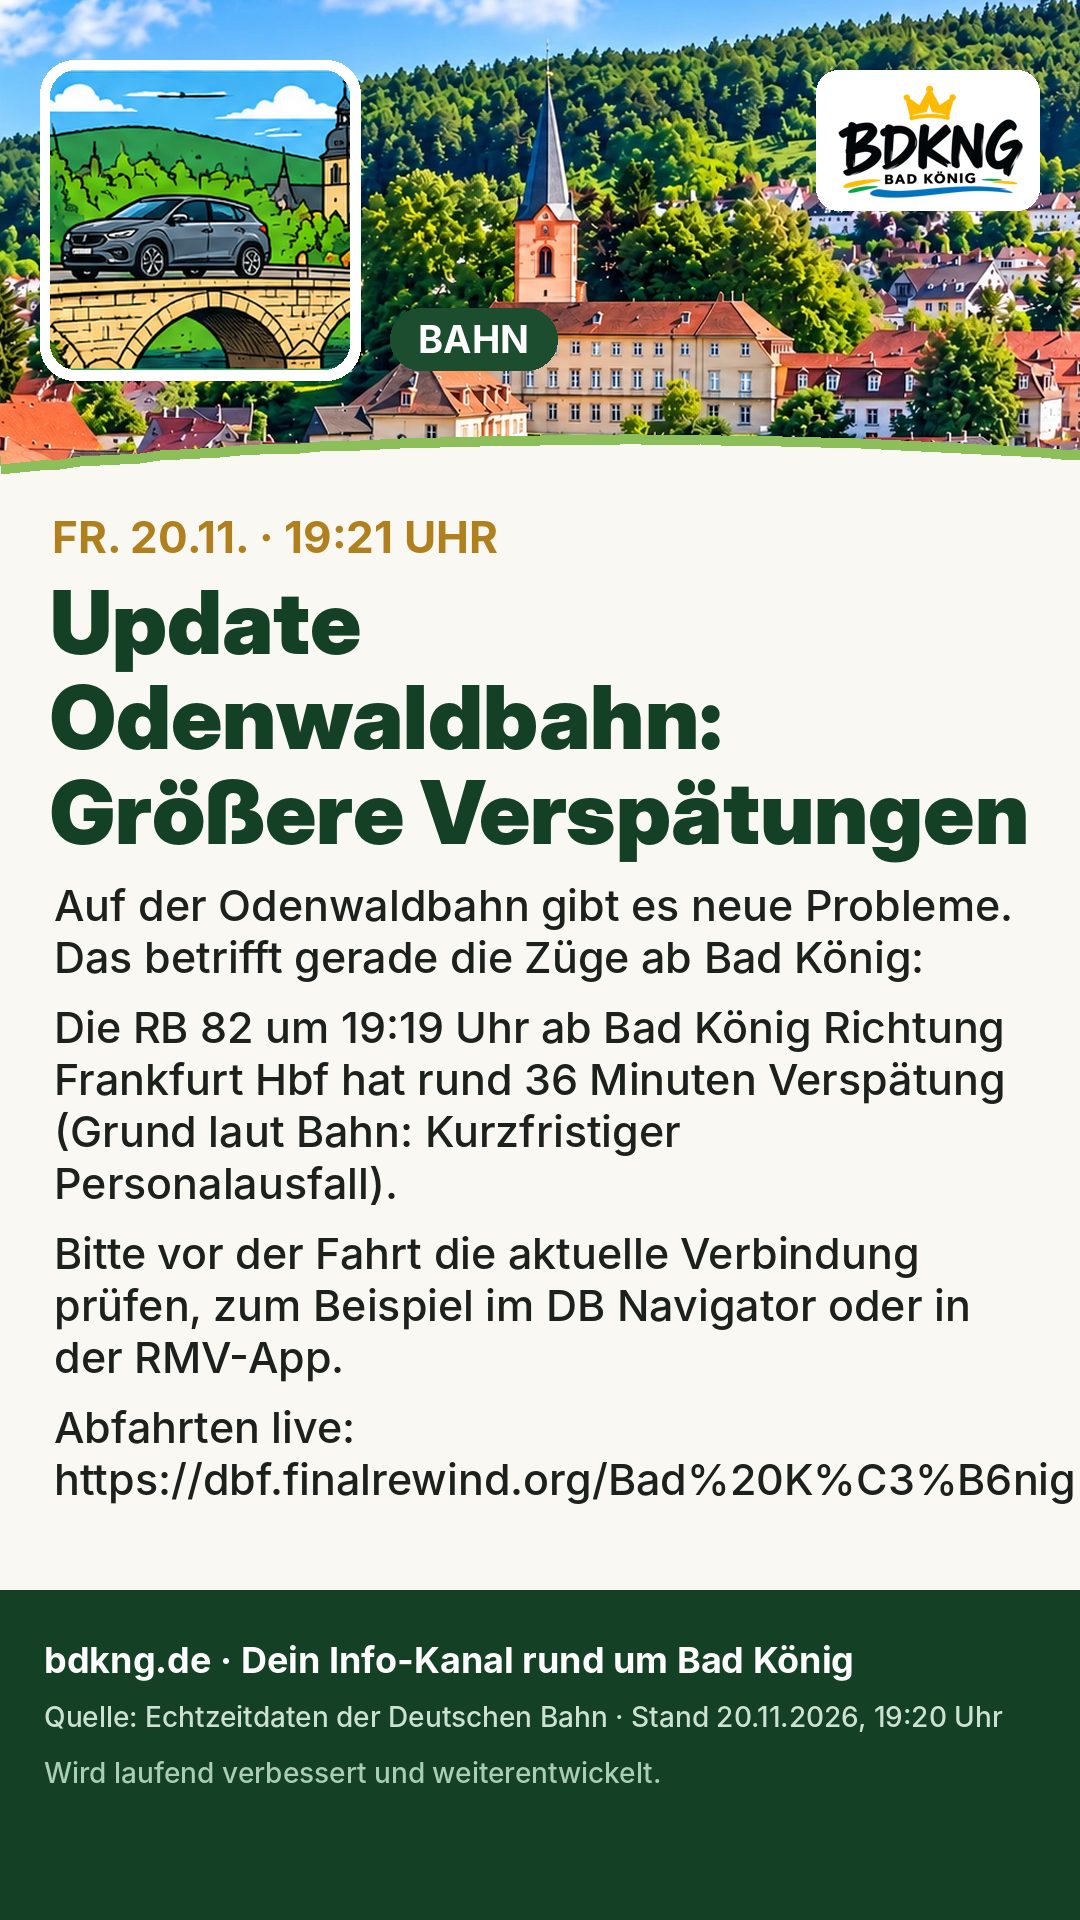 BDKNG
BAD KÖNIG
BAHN
FR. 20.11. · 19:21 UHR
Update
Odenwaldbahn:
Größere Verspätungen
Auf der Odenwaldbahn gibt es neue Probleme.
Das betrifft gerade die Züge ab Bad König:
Die RB 82 um 19:19 Uhr ab Bad König Richtung
Frankfurt Hbf hat rund 36 Minuten Verspätung
(Grund laut Bahn: Kurzfristiger
Personalausfall).
Bitte vor der Fahrt die aktuelle Verbindung
prüfen, zum Beispiel im DB Navigator oder in
der RMV-App.
Abfahrten live:
https://dbf.finalrewind.org/Bad%20K%C3%B6nig
bdkng.de · Dein Info-Kanal rund um Bad König
Quelle: Echtzeitdaten der Deutschen Bahn · Stand 20.11.2026, 19:20 Uhr
Wird laufend verbessert und weiterentwickelt.